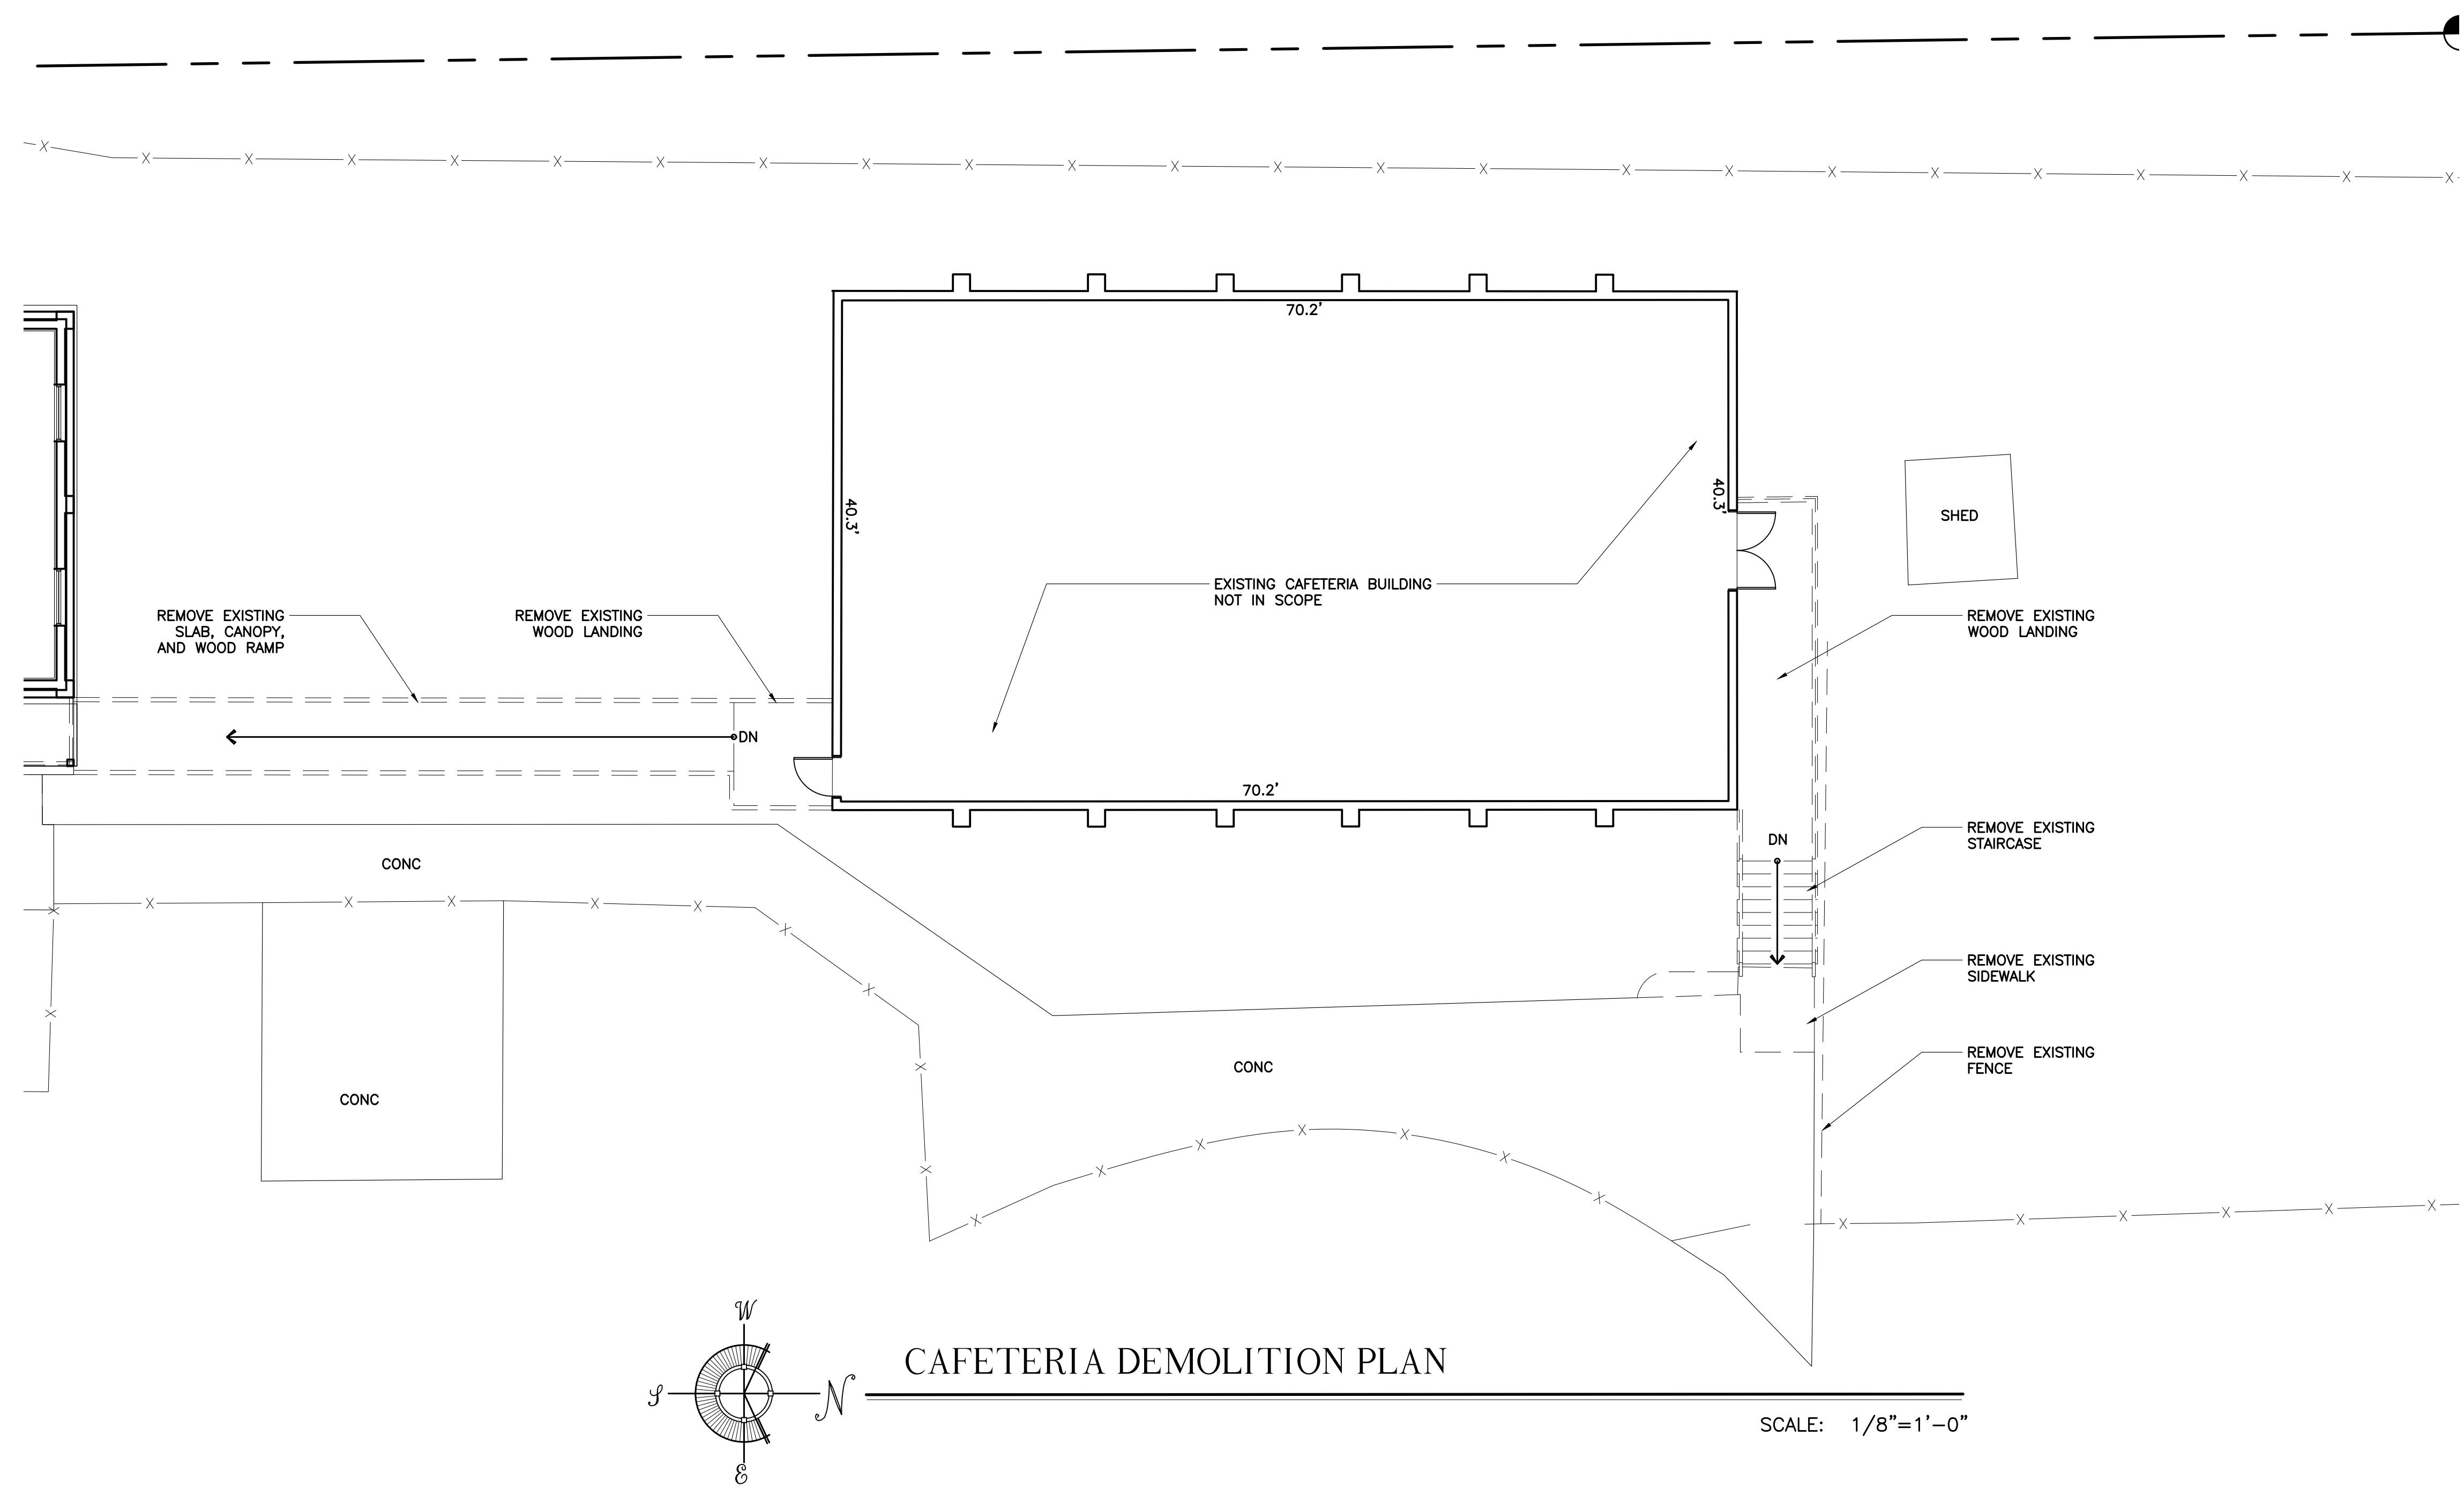 70.2'
40.3'
40.3'
SHED
EXISTING CAFETERIA BUILDING
NOT IN SCOPE
REMOVE EXISTING
SLAB, CANOPY,
AND WOOD RAMP
REMOVE EXISTING
WOOD LANDING
REMOVE EXISTING
WOOD LANDING
DN
70.2'
DN
REMOVE EXISTING
STAIRCASE
CONC
REMOVE EXISTING
SIDEWALK
CONC
REMOVE EXISTING
FENCE
CONC
W
S
N
E
CAFETERIA DEMOLITION PLAN
SCALE: 1/8"=1'-0"